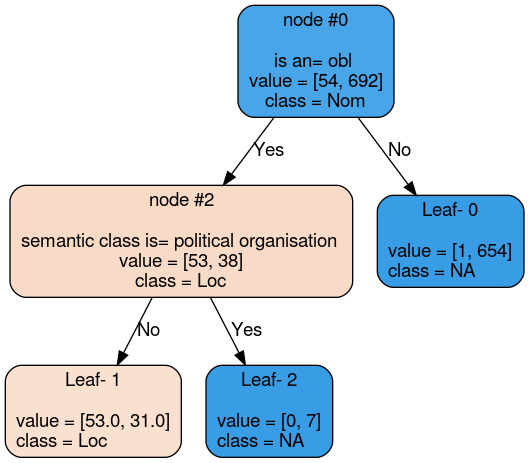 node #0
is an= obl
value = [54, 692]
class = Nom
Yes
No
node #2
semantic class is= political organisation
value = [53, 38]
class = Loc
Leaf- 0
value = [1, 654]
class = NA
No
Yes
Leaf- 1
value = [53.0, 31.0]
class = Loc
Leaf- 2
value = [0, 7]
class = NA